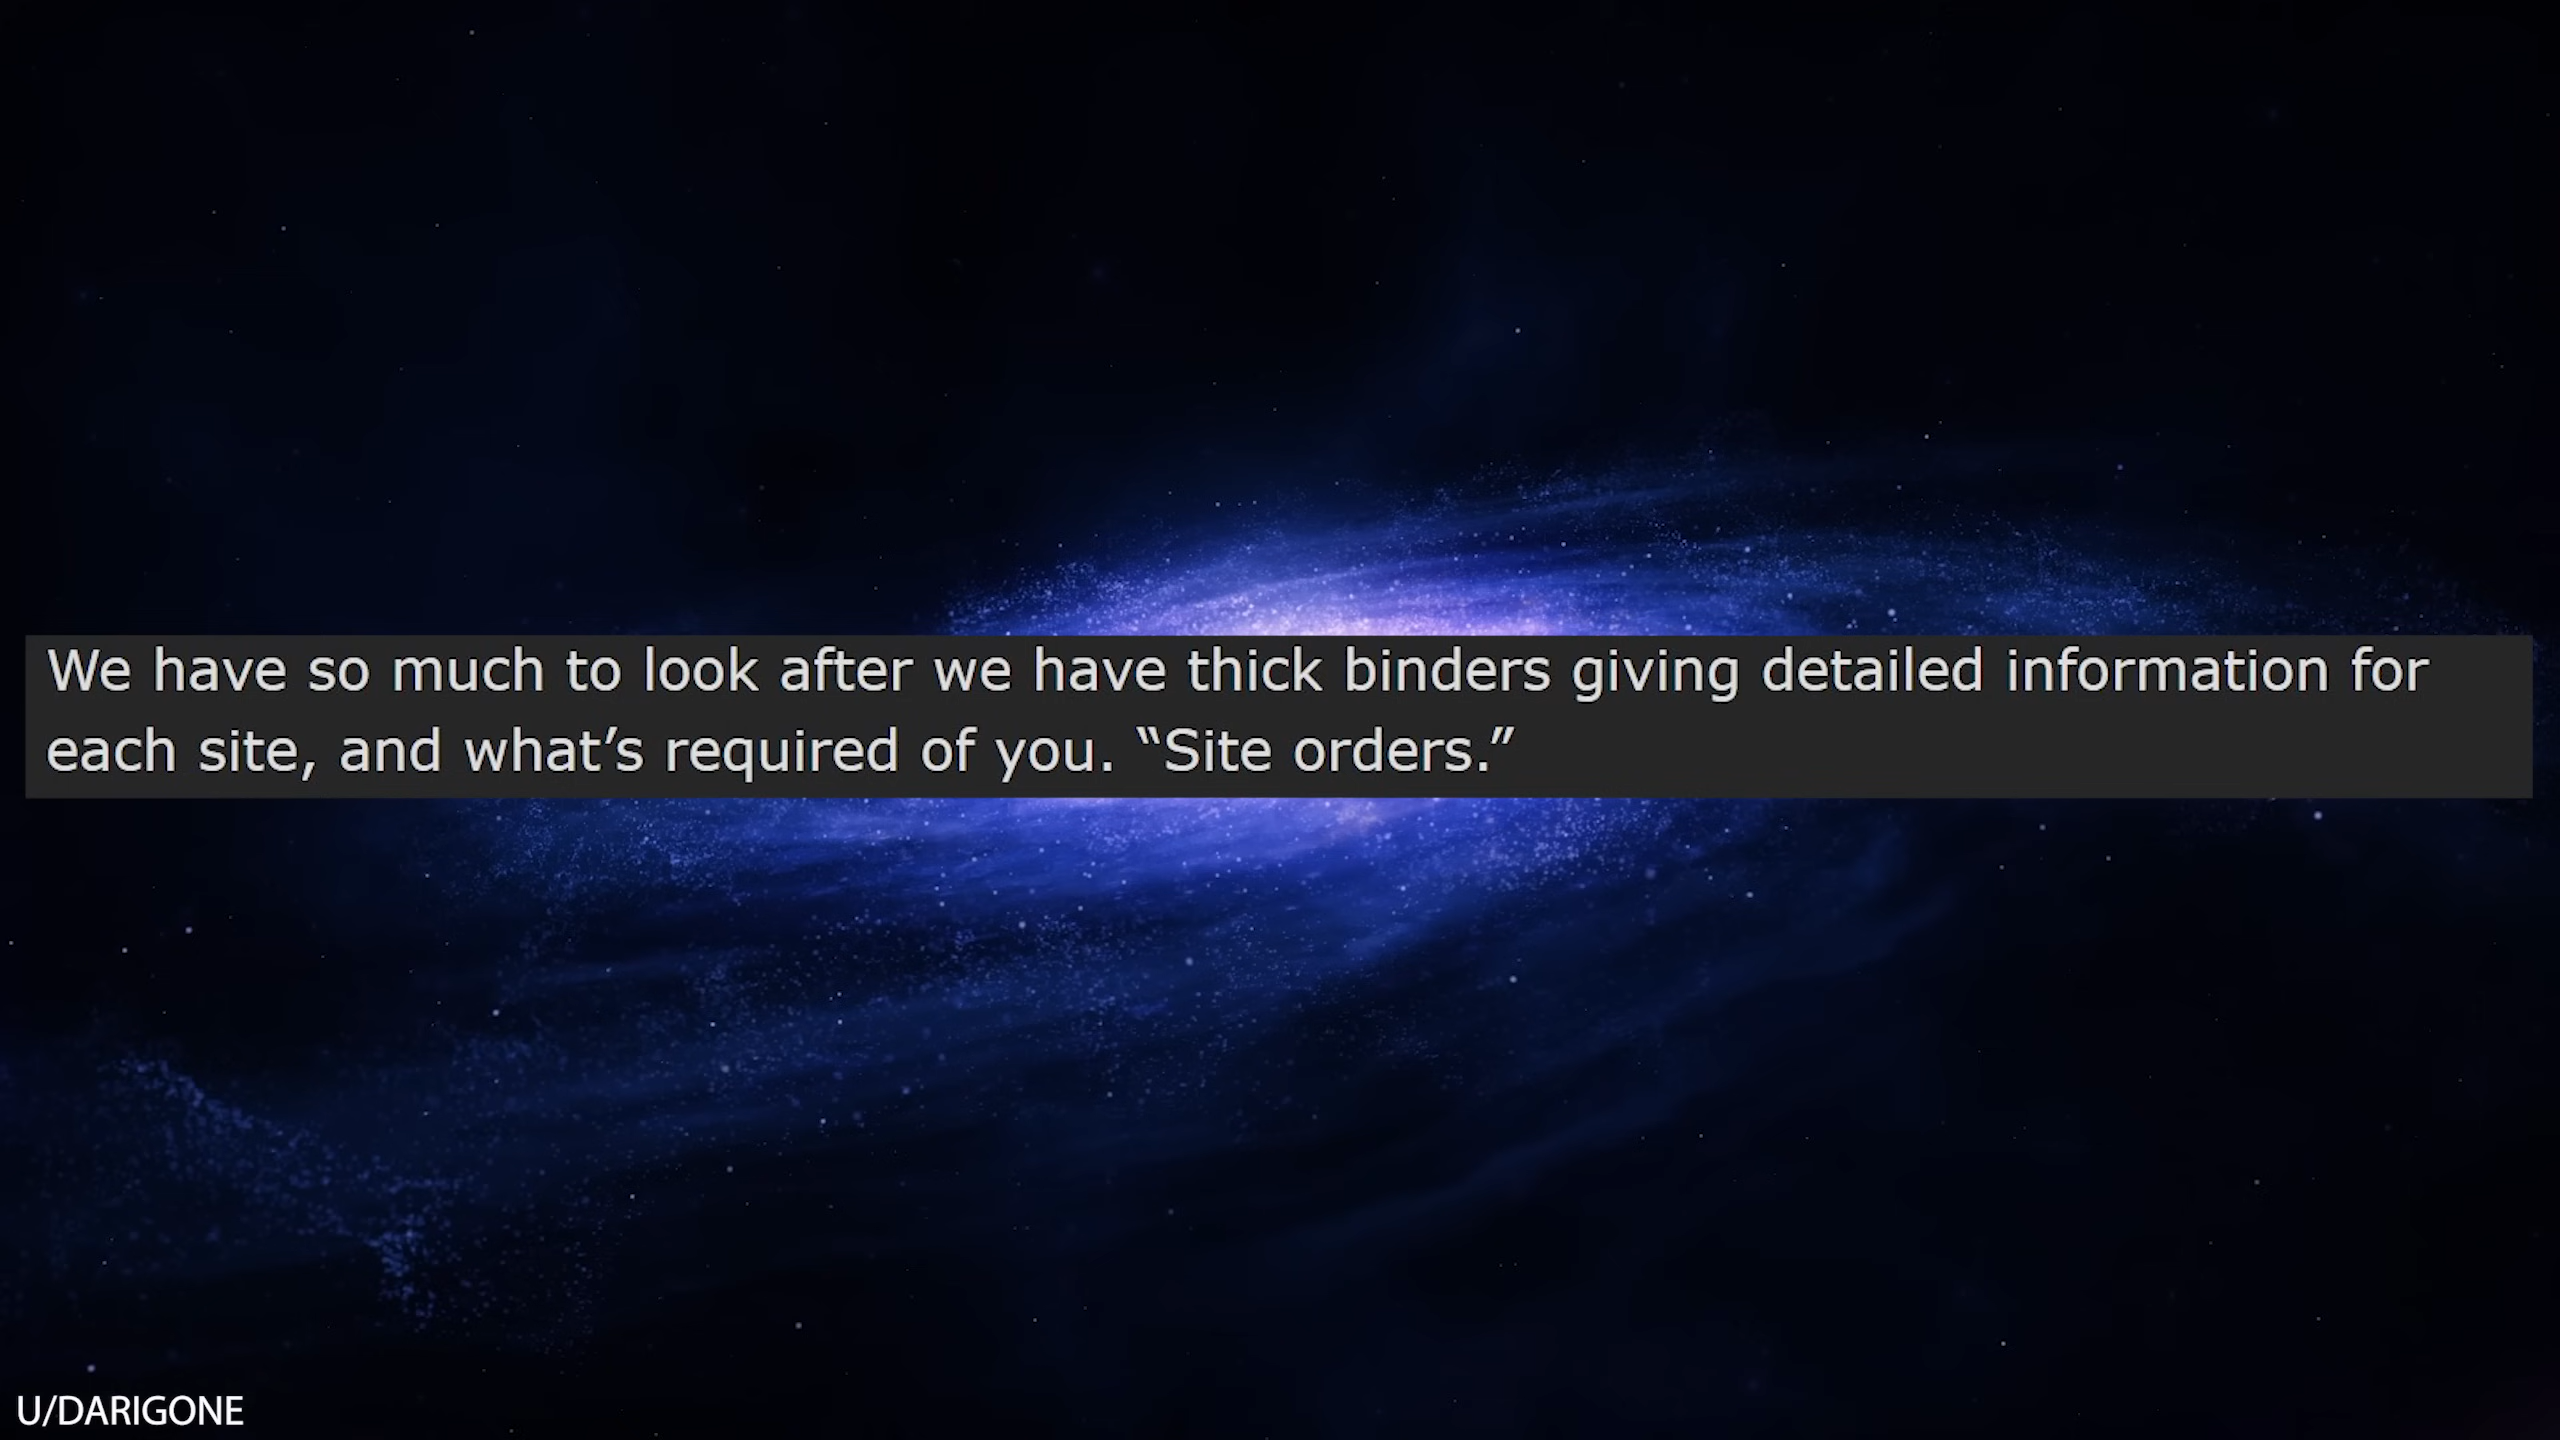 We have so much to look after we have thick binders giving detailed information for
each site, and what’s required of you. “Site orders.”
U/DARIGONE